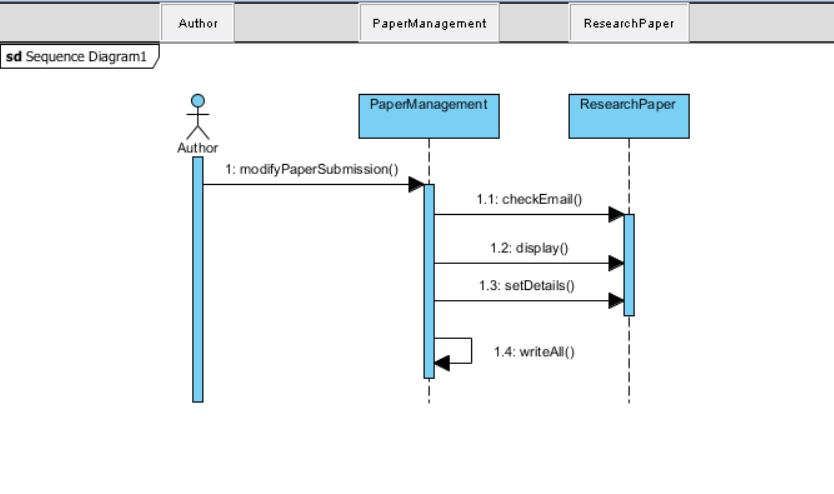 Author
PaperManagement
ResearchPaper
sd Sequence Diagram1
PaperManagement
ResearchPaper
Author
1: modifyPaperSubmission()
1.1: checkEmail()
1.2: display()
1.3: setDetails()
1.4: writeAll()